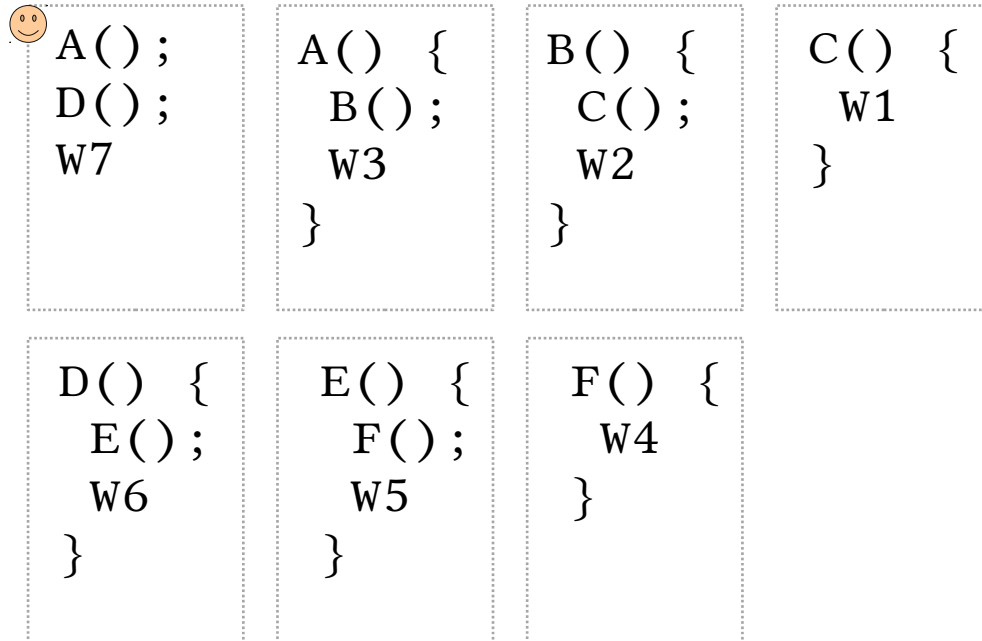 A();
D();
W7
A() {
B();
W3
}
B() {
C();
W2
}
C() {
W1
}
D() {
E();
W6
}
E() {
F();
W5
}
F() {
W4
}